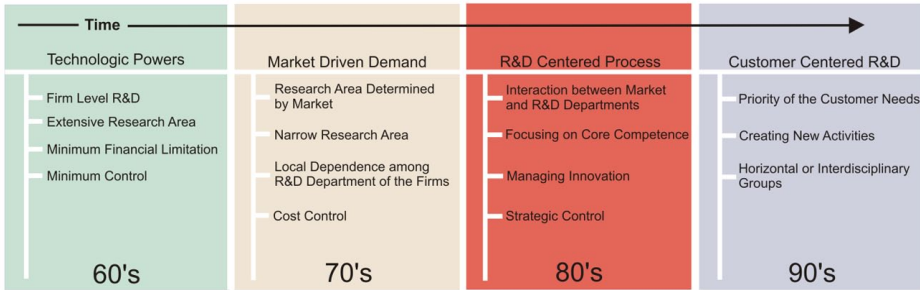 Time
Technologic Powers
Firm Level R&D
Extensive Research Area
Minimum Financial Limitation
Minimum Control
60's
Market Driven Demand
Research Area Determined
by Market
Narrow Research Area
Local Dependence among
R&D Department of the Firms
Cost Control
70's
R&D Centered Process
Interaction between Market
and R&D Departments
Focusing on Core Competence
Managing Innovation
Strategic Control
80's
Customer Centered R&D
Priority of the Customer Needs
Creating New Activities
Horizontal or Interdisciplinary
Groups
90's